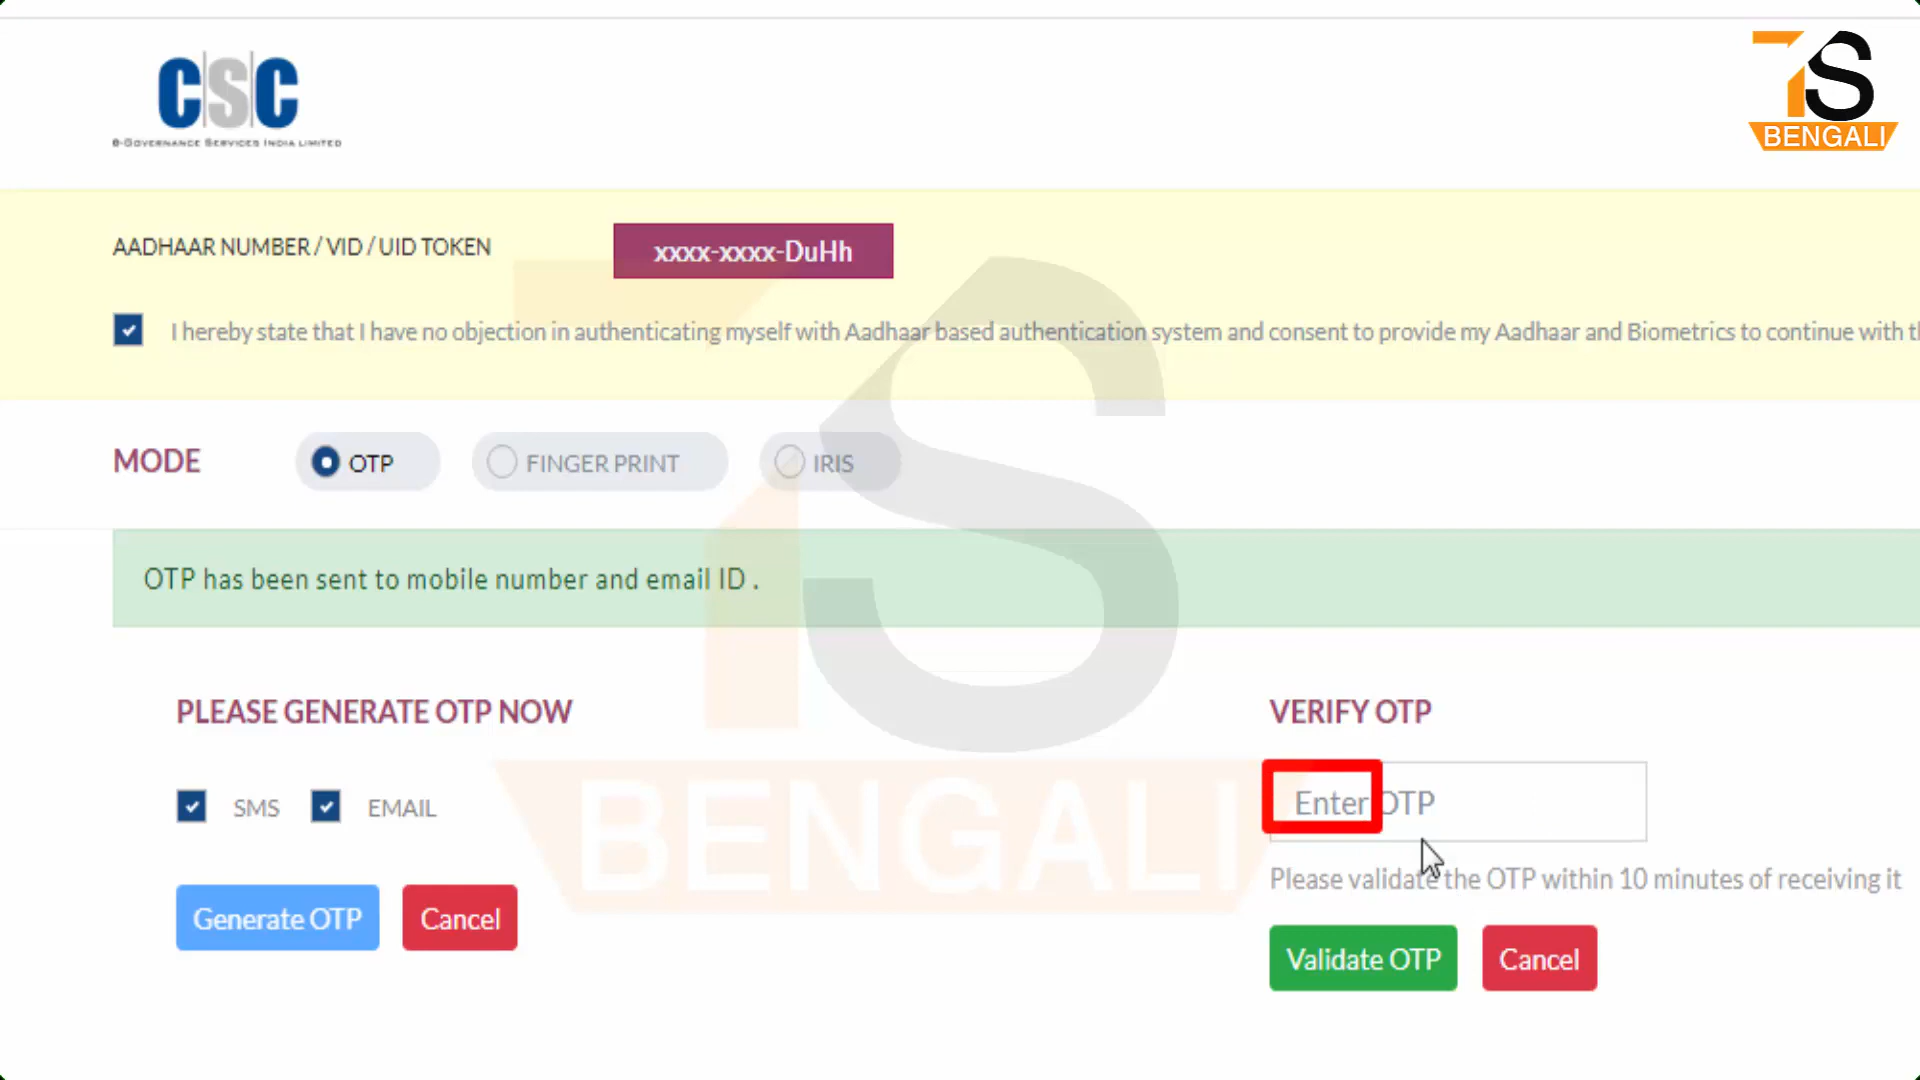 CSC
e-Governance Services India Limited
TS
BENGALI
AADHAAR NUMBER / VID / UID TOKEN
xxxx-xxxx-DuHh
I hereby state that I have no objection in authenticating myself with Aadhaar based authentication system and consent to provide my Aadhaar and Biometrics to continue with
MODE
OTP
FINGER PRINT
IRIS
OTP has been sent to mobile number and email ID .
PLEASE GENERATE OTP NOW
SMS
EMAIL
Generate OTP
Cancel
VERIFY OTP
Enter OTP
Please validate the OTP within 10 minutes of receiving it
Validate OTP
Cancel
TS
BENGALI